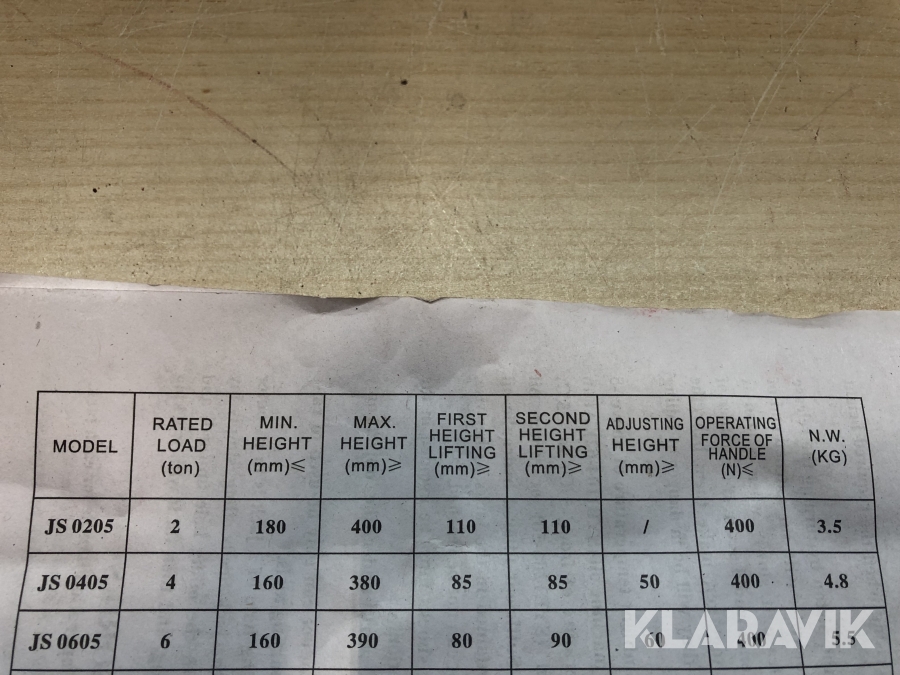 MODEL RATED LOAD (ton) MIN. HEIGHT (mm)≤ MAX. HEIGHT (mm)≥ FIRST HEIGHT LIFTING (mm)≥ SECOND HEIGHT LIFTING (mm)≥ ADJUSTING HEIGHT (mm)≥ OPERATING FORCE OF HANDLE (N)≤ N.W. (KG)
JS 0205 2 180 400 110 110 / 400 3.5
JS 0405 4 160 380 85 85 50 400 4.8
JS 0605 6 160 390 80 90 60 400 5.5
KLARAVIK